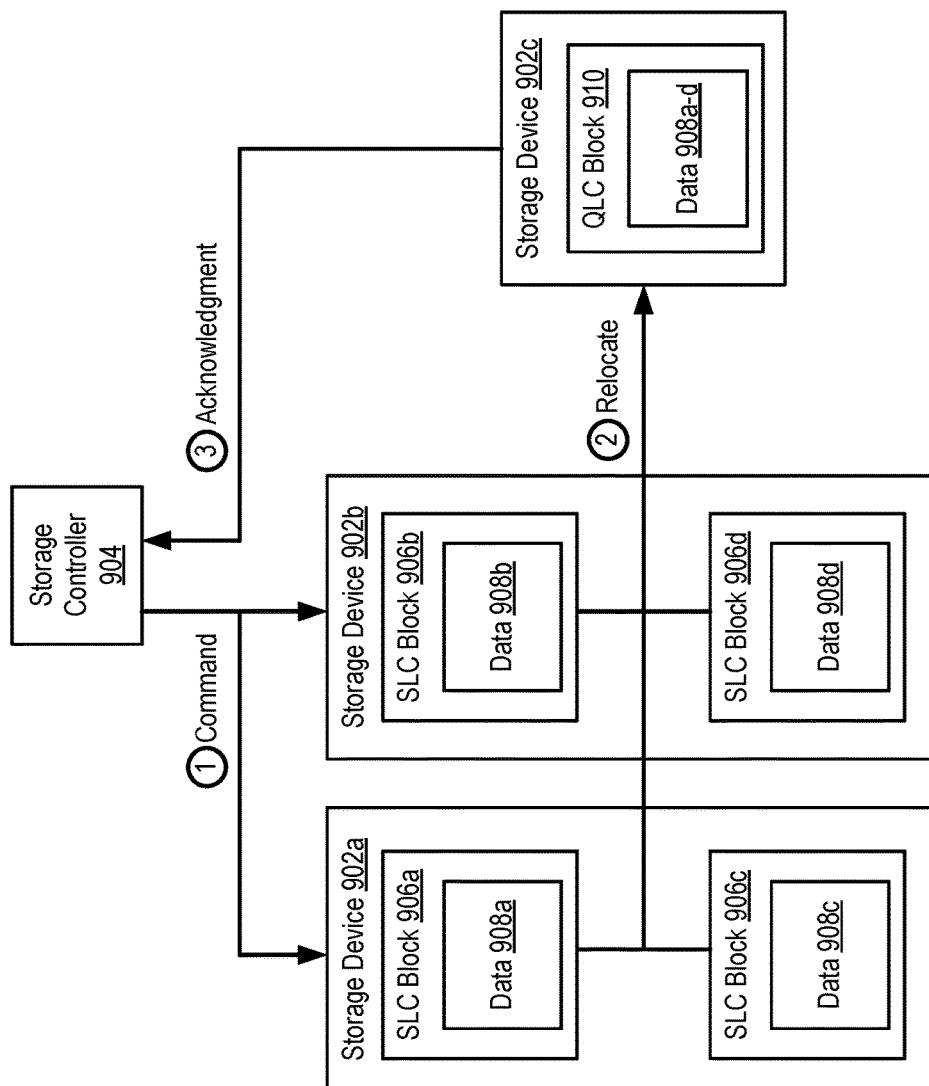 Storage
Controller
904
① Command
③ Acknowledgment
Storage Device 902a
SLC Block 906a
Data 908a
SLC Block 906c
Data 908c
Storage Device 902b
SLC Block 906b
Data 908b
SLC Block 906d
Data 908d
② Relocate
Storage Device 902c
QLC Block 910
Data 908a-d